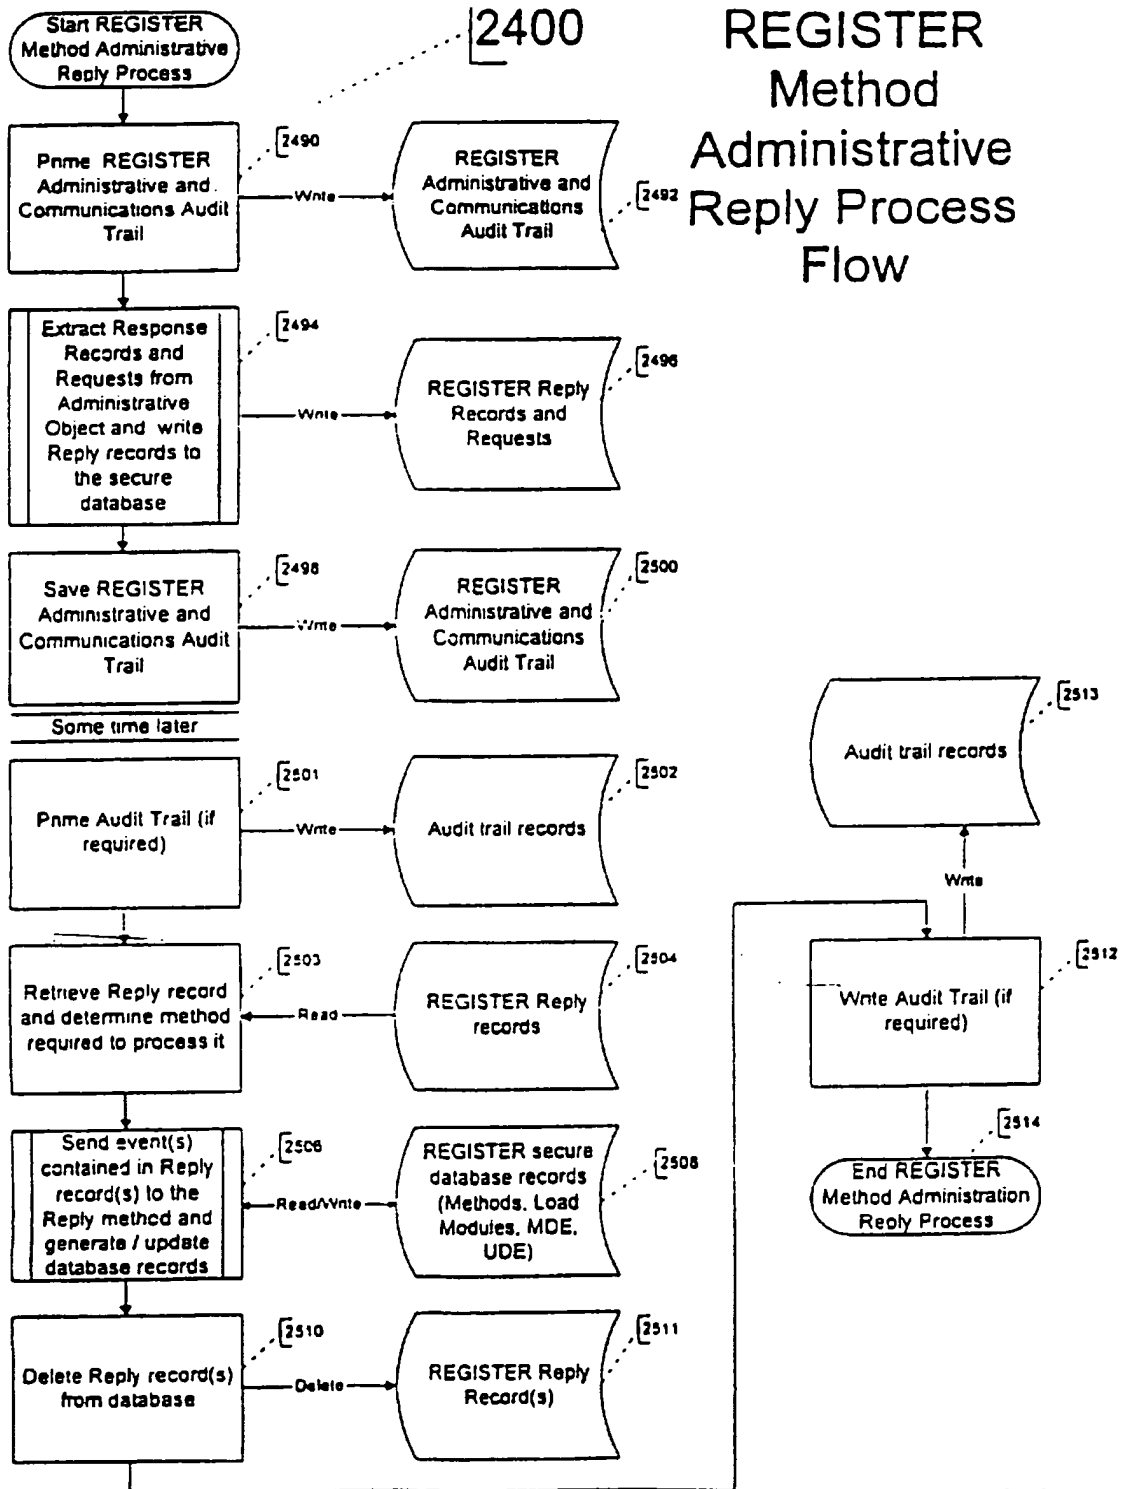 Start REGISTER
Method Administrative
Reply Process
2400
REGISTER
Method
Administrative
Reply Process
Flow
Prime REGISTER
Administrative and
Communications Audit
Trail
2490
Write
REGISTER
Administrative and
Communications
Audit Trail
2492
Extract Response
Records and
Requests from
Administrative
Object and write
Reply records to
the secure
database
2494
Write
REGISTER Reply
Records and
Requests
2496
Save REGISTER
Administrative and
Communications Audit
Trail
2498
Write
REGISTER
Administrative and
Communications
Audit Trail
2500
Some time later
Prime Audit Trail (if
required)
2501
Write
Audit trail records
2502
Retrieve Reply record
and determine method
required to process it
2503
Read
REGISTER Reply
records
2504
Send event(s)
contained in Reply
record(s) to the
Reply method and
generate / update
database records
2506
Read/Write
REGISTER secure
database records
(Methods, Load
Modules, MDE,
UDE)
2508
Delete Reply record(s)
from database
2510
Delete
REGISTER Reply
Record(s)
2511
Audit trail records
2513
Write
Write Audit Trail (if
required)
2512
2514
End REGISTER
Method Administration
Reply Process